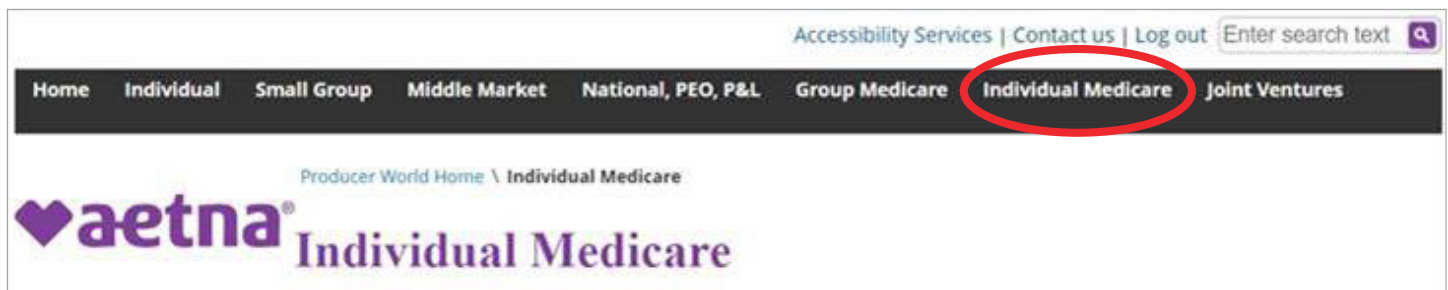 Accessibility Services | Contact us | Log out Enter search text
Home Individual Small Group Middle Market National, PEO, P&L Group Medicare Individual Medicare Joint Ventures
Producer World Home \ Individual Medicare
aetna®
Individual Medicare